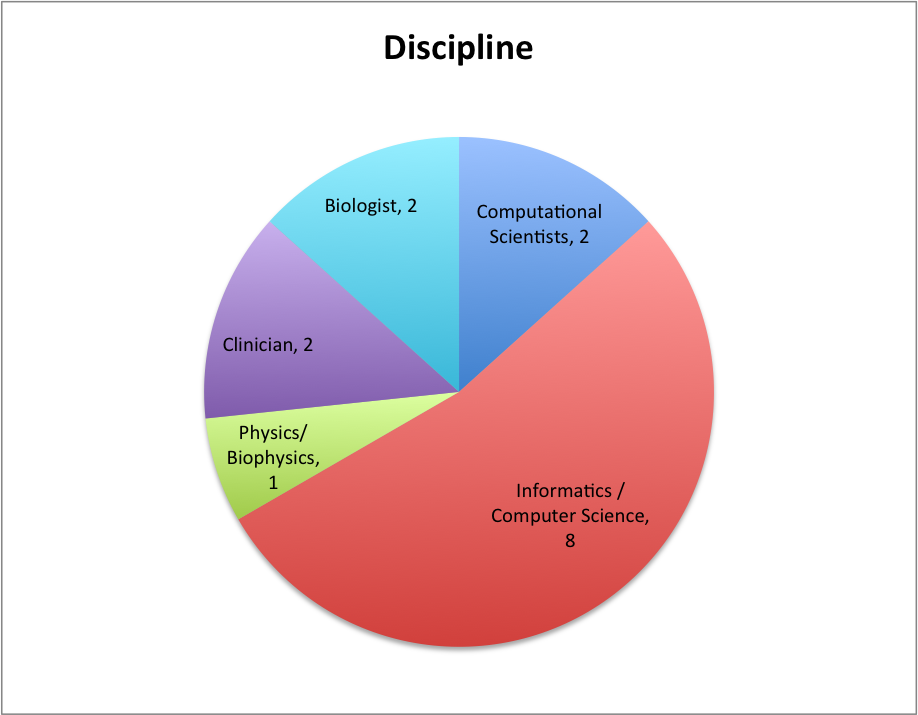 Discipline
Biologist, 2
Computational
Scientists, 2
Clinician, 2
Physics/
Biophysics,
1
Informatics /
Computer Science,
8